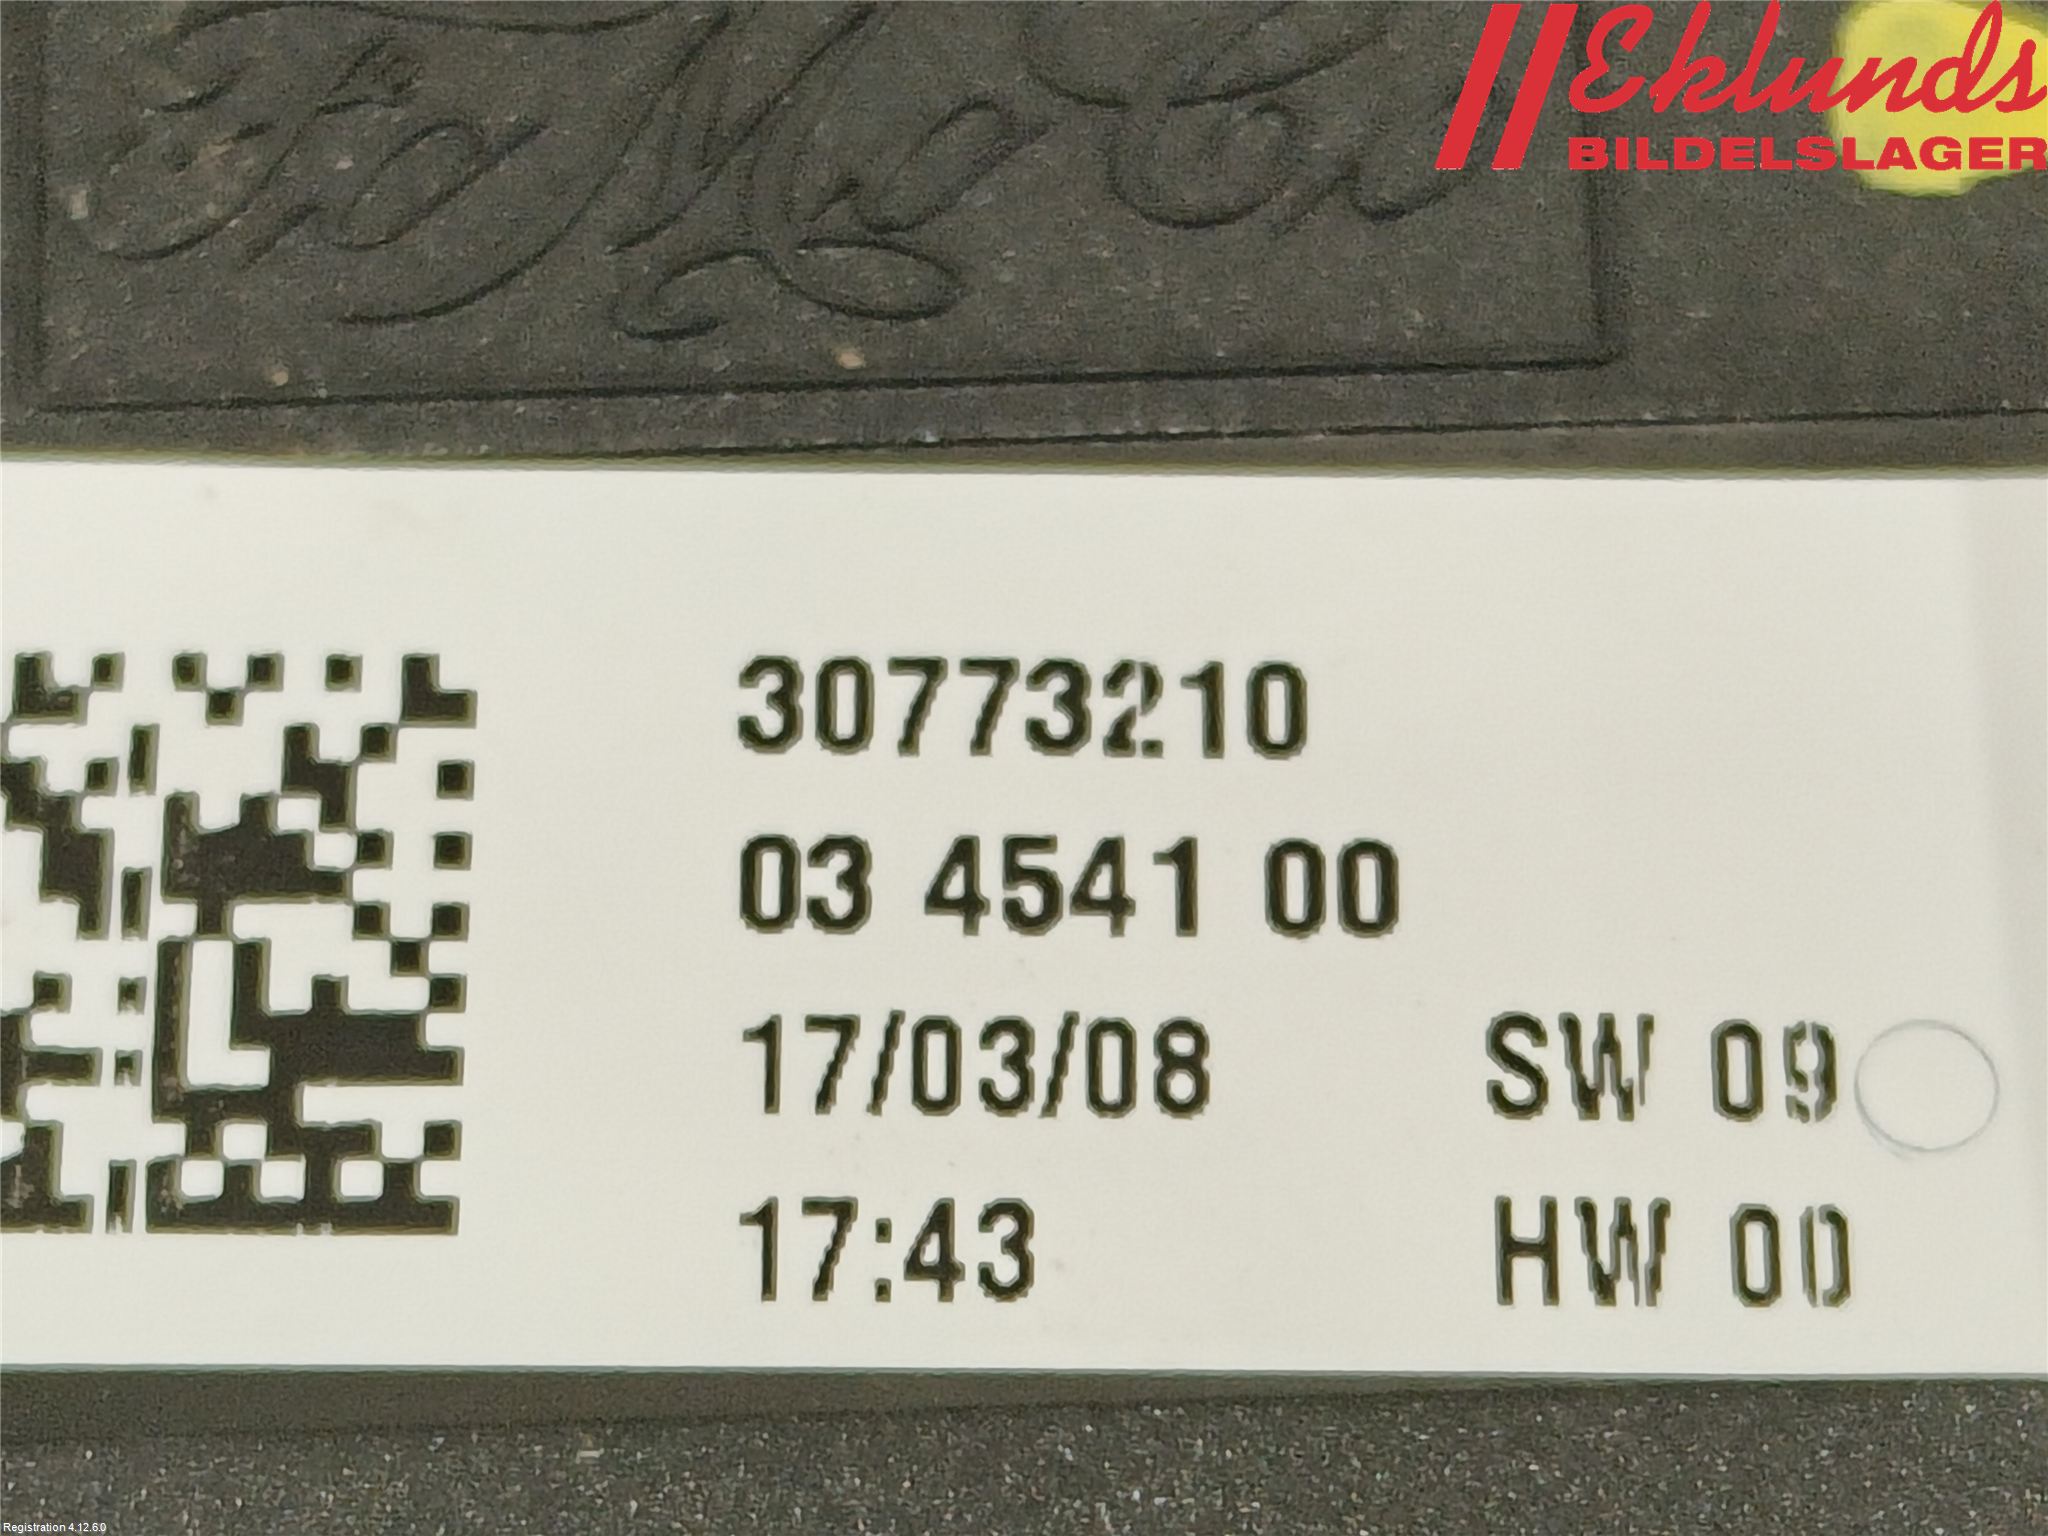 Eklunds
BILDELSLAGER
FoMoCo
30773210
03 4541 00
17/03/08 SW 09
17:43 HW 00
Registration 4.12.6.0